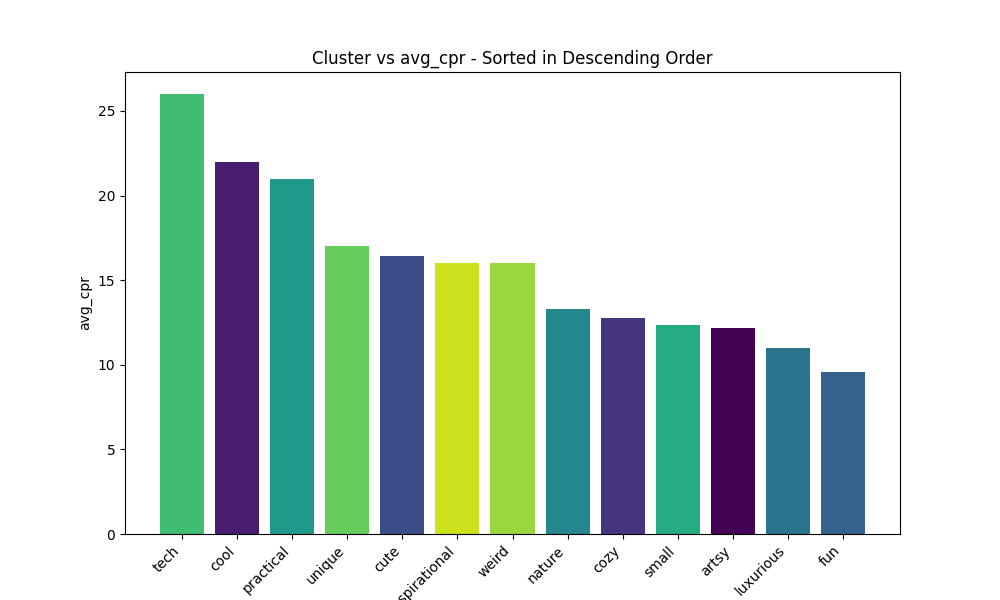 Cluster vs avg_cpr - Sorted in Descending Order
avg_cpr
25
20
15
10
5
0
tech
cool
practical
unique
cute
spirational
weird
nature
cozy
small
artsy
luxurious
fun